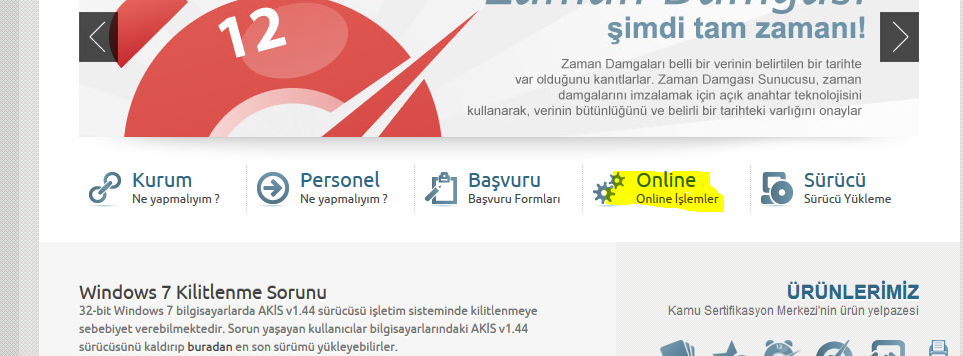 Zaman Damgası
12
şimdi tam zamanı!
Zaman Damgaları belli bir verinin belirtilen bir tarihte
var olduğunu kanıtlarlar. Zaman Damgası Sunucusu, zaman
damgalarını imzalamak için açık anahtar teknolojisini
kullanarak, verinin bütünlüğünü ve belirli bir tarihteki varlığını onaylar
Kurum
Ne yapmalıyım ?
Personel
Ne yapmalıyım ?
Başvuru
Başvuru Formları
Online
Online İşlemler
Sürücü
Sürücü Yükleme
Windows 7 Kilitlenme Sorunu
32-bit Windows 7 bilgisayarlarda AKİS v1.44 sürücüsü işletim sisteminde kilitlenmeye
sebebiyet verebilmektedir. Sorun yaşayan kullanıcılar bilgisayarlarındaki AKİS v1.44
sürücüsünü kaldırıp buradan en son sürümü yükleyebilirler.
ÜRÜNLERİMİZ
Kamu Sertifikasyon Merkezi'nin ürün yelpazesi